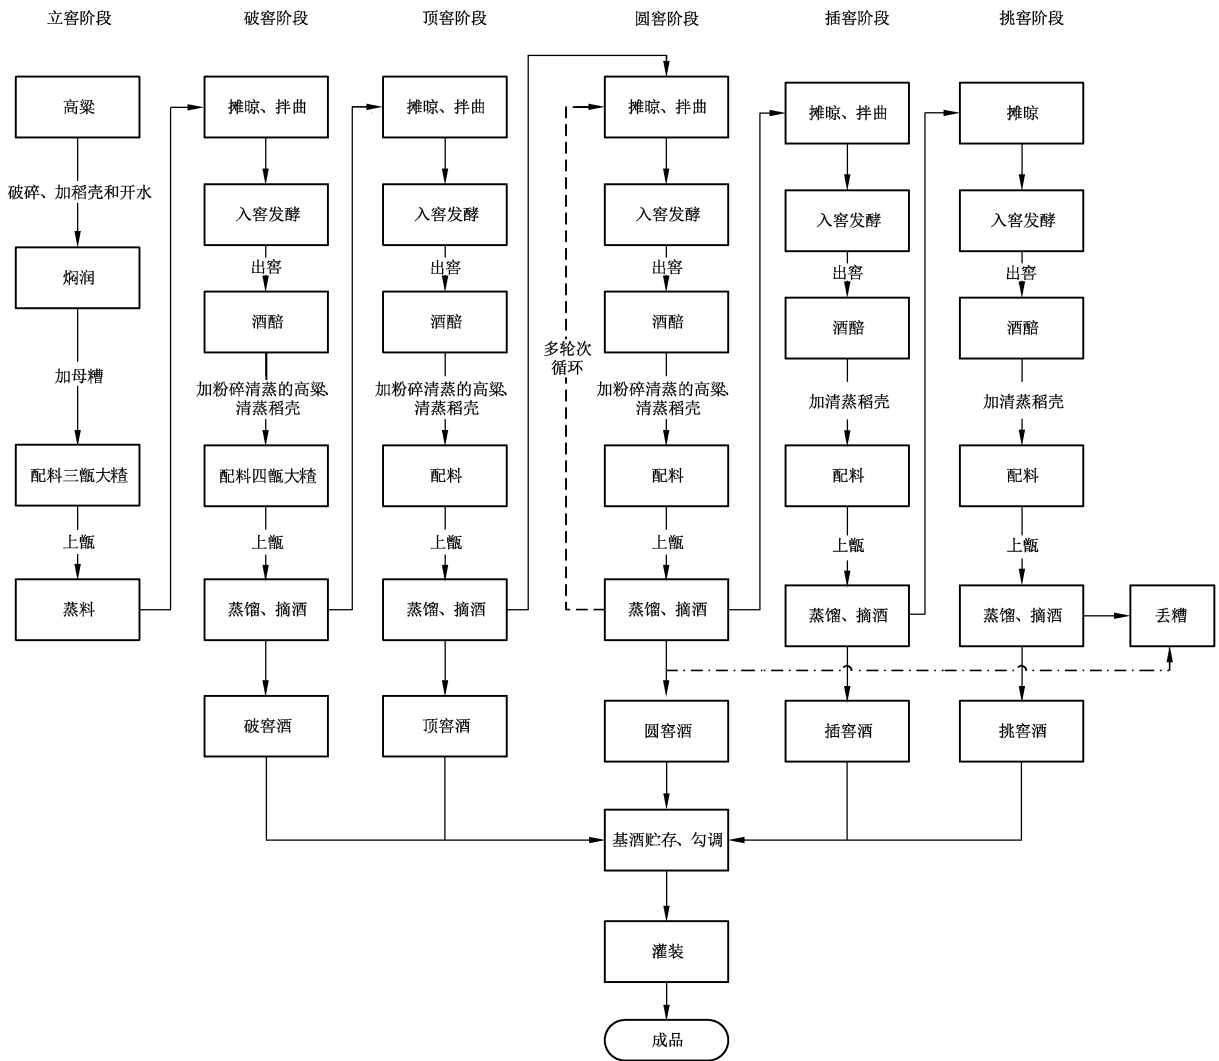 立窖阶段
破窖阶段
顶窖阶段
圆窖阶段
插窖阶段
挑窖阶段
高粱
破碎、加稻壳和开水
焖润
加母糟
配料三甑大𥻗
上甑
蒸料
摊晾、拌曲
入窖发酵
出窖
酒醅
加粉碎清蒸的高粱、
清蒸稻壳
配料四甑大𥻗
上甑
蒸馏、摘酒
破窖酒
摊晾、拌曲
入窖发酵
出窖
酒醅
加粉碎清蒸的高粱、
清蒸稻壳
配料
上甑
蒸馏、摘酒
顶窖酒
多轮次
循环
摊晾、拌曲
入窖发酵
出窖
酒醅
加粉碎清蒸的高粱、
清蒸稻壳
配料
上甑
蒸馏、摘酒
圆窖酒
摊晾、拌曲
入窖发酵
出窖
酒醅
加清蒸稻壳
配料
上甑
蒸馏、摘酒
插窖酒
摊晾
入窖发酵
出窖
酒醅
加清蒸稻壳
配料
上甑
蒸馏、摘酒
挑窖酒
丢糟
基酒贮存、勾调
灌装
成品